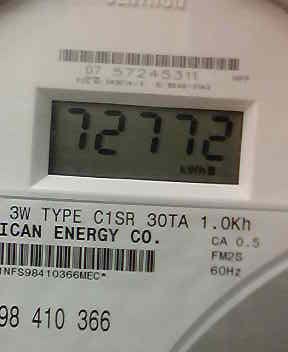 07 57245311
72772
kWh
3W TYPE C1SR 30TA 1.0Kh
ICAN ENERGY CO.
CA 0.5
FM2S
60Hz
1NFS98410366MEC*
98 410 366